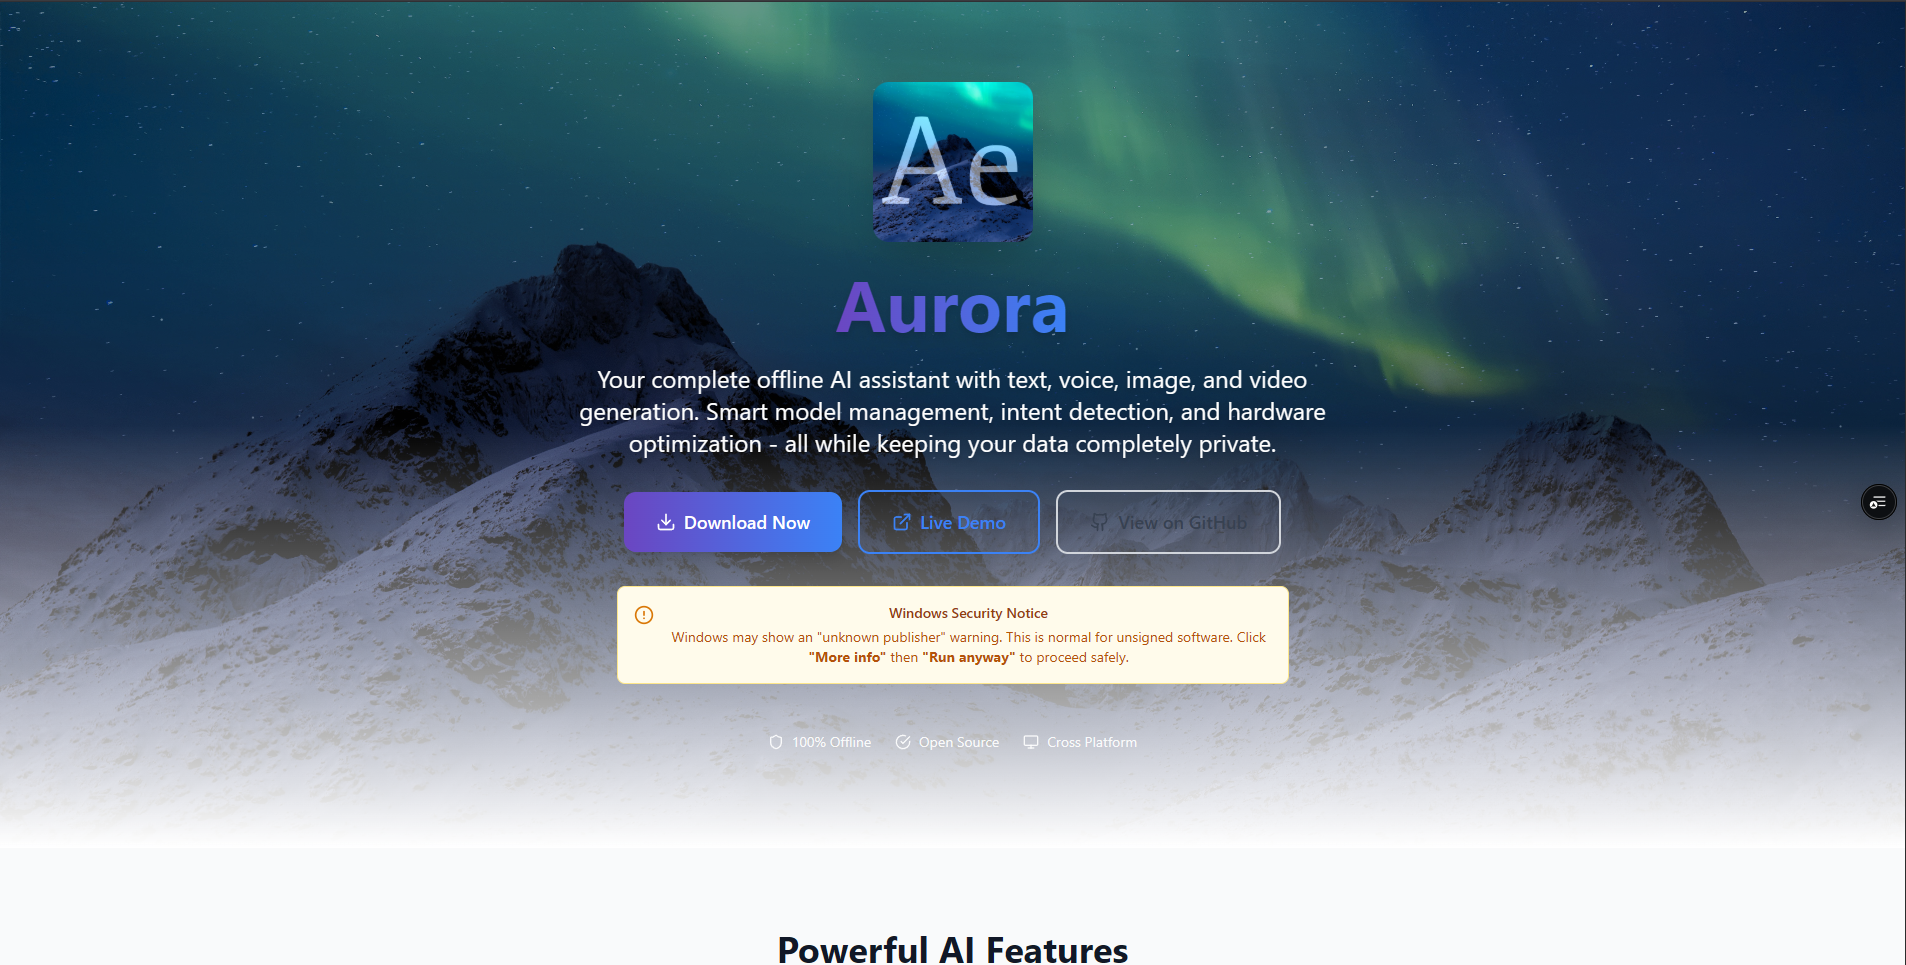 Ae
Aurora
Your complete offline AI assistant with text, voice, image, and video
generation. Smart model management, intent detection, and hardware
optimization - all while keeping your data completely private.
Download Now
Live Demo
View on GitHub
Windows Security Notice
Windows may show an "unknown publisher" warning. This is normal for unsigned software. Click
"More info" then "Run anyway" to proceed safely.
100% Offline
Open Source
Cross Platform
Powerful AI Features